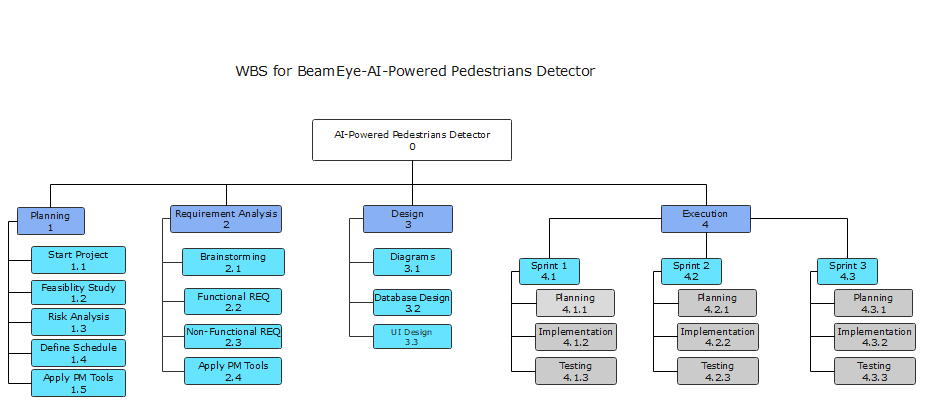 WBS for BeamEye-AI-Powered Pedestrians Detector
AI-Powered Pedestrians Detector
0
Planning
1
Start Project
1.1
Feasiblity Study
1.2
Risk Analysis
1.3
Define Schedule
1.4
Apply PM Tools
1.5
Requirement Analysis
2
Brainstorming
2.1
Functional REQ
2.2
Non-Functional REQ
2.3
Apply PM Tools
2.4
Design
3
Diagrams
3.1
Database Design
3.2
UI Design
3.3
Execution
4
Sprint 1
4.1
Planning
4.1.1
Implementation
4.1.2
Testing
4.1.3
Sprint 2
4.2
Planning
4.2.1
Implementation
4.2.2
Testing
4.2.3
Sprint 3
4.3
Planning
4.3.1
Implementation
4.3.2
Testing
4.3.3